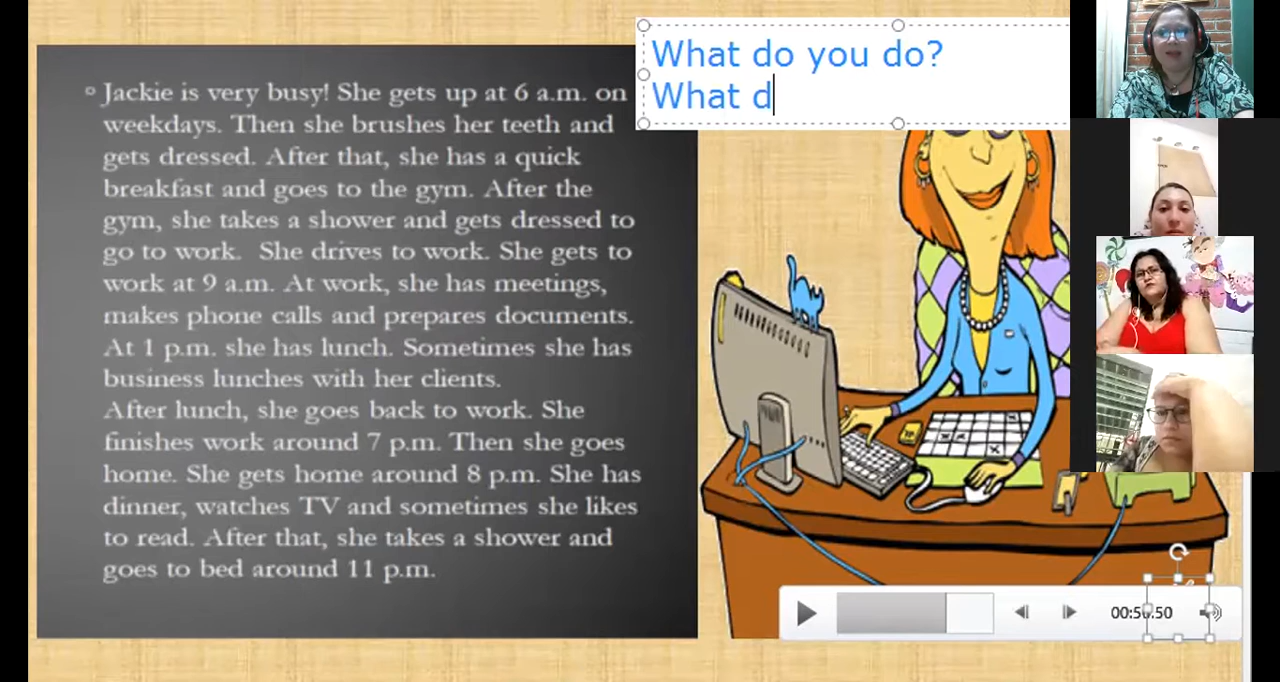 Jackie is very busy! She gets up at 6 a.m. on
weekdays. Then she brushes her teeth and
gets dressed. After that, she has a quick
breakfast and goes to the gym. After the
gym, she takes a shower and gets dressed to
go to work. She drives to work. She gets to
work at 9 a.m. At work, she has meetings,
makes phone calls and prepares documents.
At 1 p.m. she has lunch. Sometimes she has
business lunches with her clients.
After lunch, she goes back to work. She
finishes work around 7 p.m. Then she goes
home. She gets home around 8 p.m. She has
dinner, watches TV and sometimes she likes
to read. After that, she takes a shower and
goes to bed around 11 p.m.
What do you do?
What d